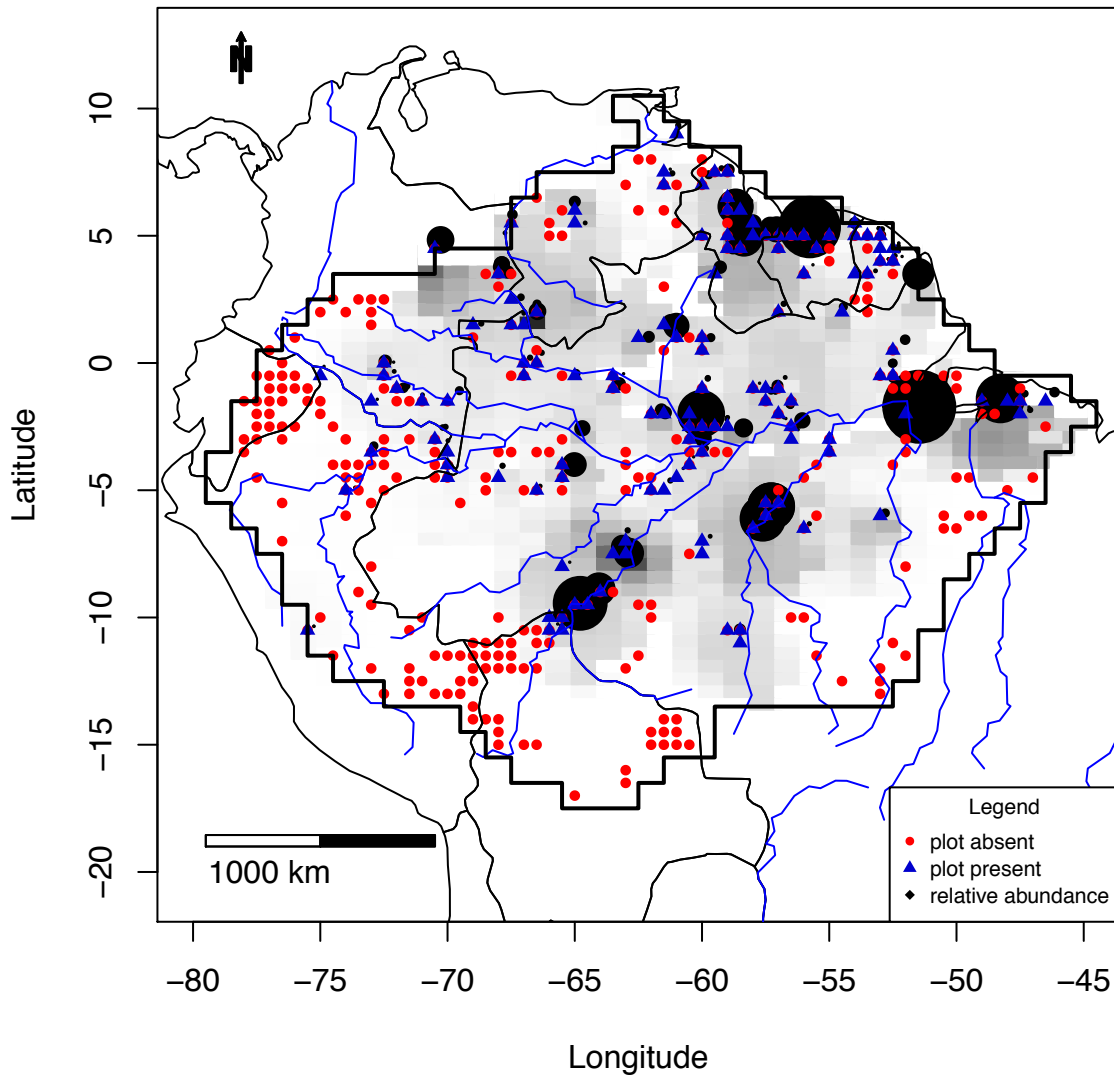 N
10
5
0
−5
−10
−15
−20
Latitude
1000 km
Legend
plot absent
plot present
relative abundance
−80
−75
−70
−65
−60
−55
−50
−45
Longitude